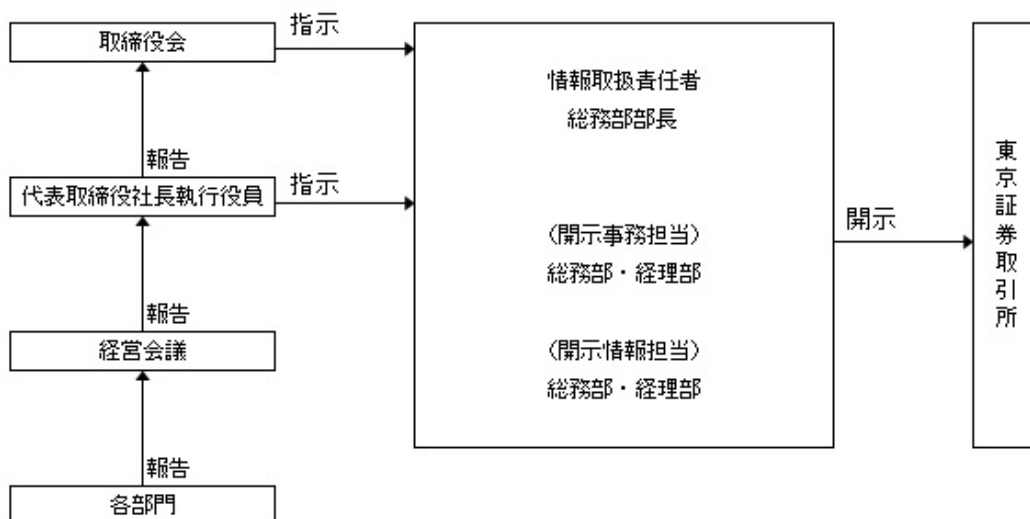 取締役会
指示
報告
代表取締役社長執行役員
指示
報告
経営会議
報告
各部門
情報取扱責任者
総務部部長
(開示事務担当)
総務部・経理部
(開示情報担当)
総務部・経理部
開示
東京証券取引所